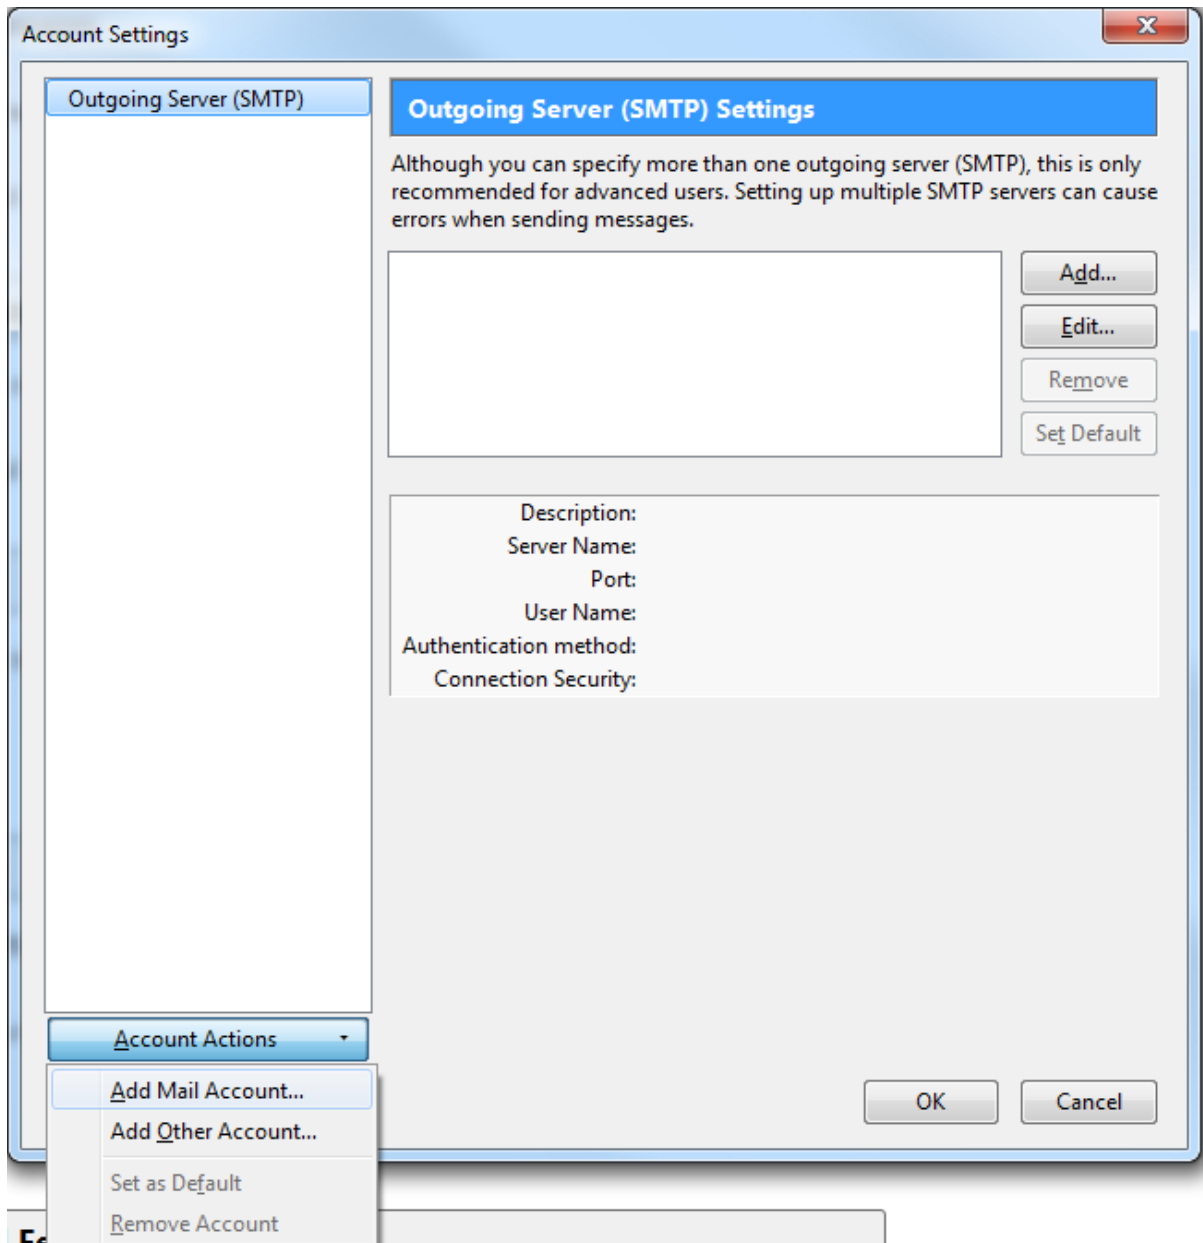 Account Settings
Outgoing Server (SMTP)
Outgoing Server (SMTP) Settings
Although you can specify more than one outgoing server (SMTP), this is only
recommended for advanced users. Setting up multiple SMTP servers can cause
errors when sending messages.
Add...
Edit...
Remove
Set Default
Description:
Server Name:
Port:
User Name:
Authentication method:
Connection Security:
Account Actions
Add Mail Account...
Add Other Account...
Set as Default
Remove Account
OK
Cancel